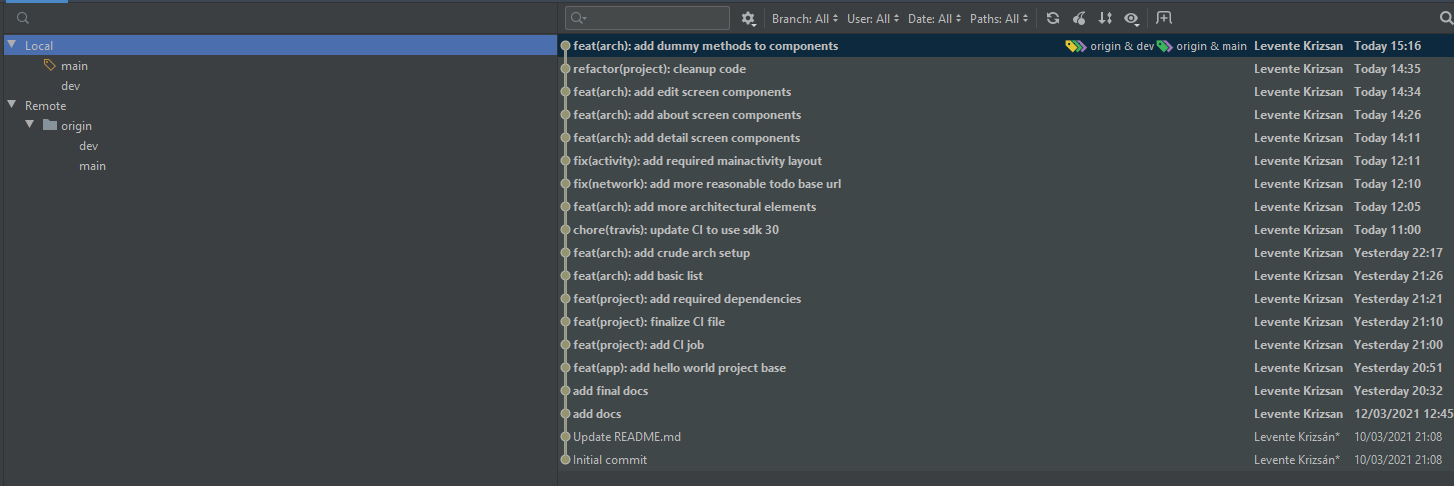 Branch: All User: All Date: All Paths: All
Local
main
dev
Remote
origin
dev
main
feat(arch): add dummy methods to components origin & dev origin & main Levente Krizsan Today 15:16
refactor(project): cleanup code Levente Krizsan Today 14:35
feat(arch): add edit screen components Levente Krizsan Today 14:34
feat(arch): add about screen components Levente Krizsan Today 14:26
feat(arch): add detail screen components Levente Krizsan Today 14:11
fix(activity): add required mainactivity layout Levente Krizsan Today 12:11
fix(network): add more reasonable todo base url Levente Krizsan Today 12:10
feat(arch): add more architectural elements Levente Krizsan Today 12:05
chore(travis): update CI to use sdk 30 Levente Krizsan Today 11:00
feat(arch): add crude arch setup Levente Krizsan Yesterday 22:17
feat(arch): add basic list Levente Krizsan Yesterday 21:26
feat(project): add required dependencies Levente Krizsan Yesterday 21:21
feat(project): finalize CI file Levente Krizsan Yesterday 21:10
feat(project): add CI job Levente Krizsan Yesterday 21:00
feat(app): add hello world project base Levente Krizsan Yesterday 20:51
add final docs Levente Krizsan Yesterday 20:32
add docs Levente Krizsan 12/03/2021 12:45
Update README.md Levente Krizsán* 10/03/2021 21:08
Initial commit Levente Krizsán* 10/03/2021 21:08